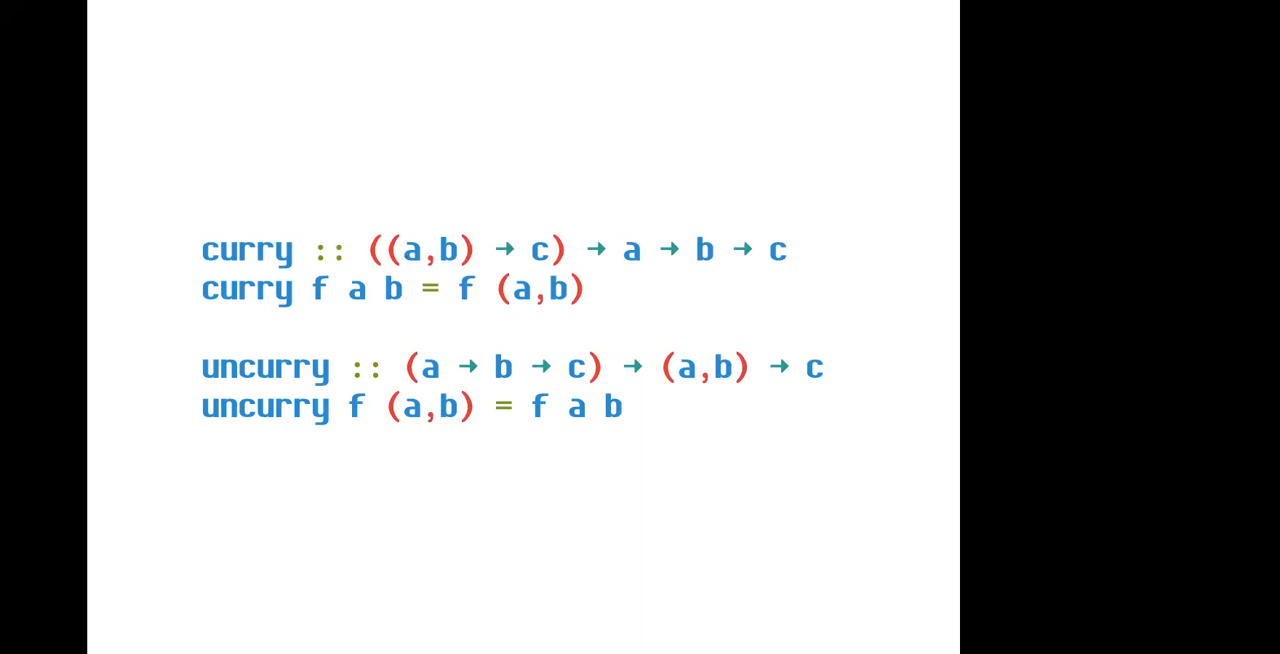 curry :: ((a,b) → c) → a → b → c
curry f a b = f (a,b)
uncurry :: (a → b → c) → (a,b) → c
uncurry f (a,b) = f a b